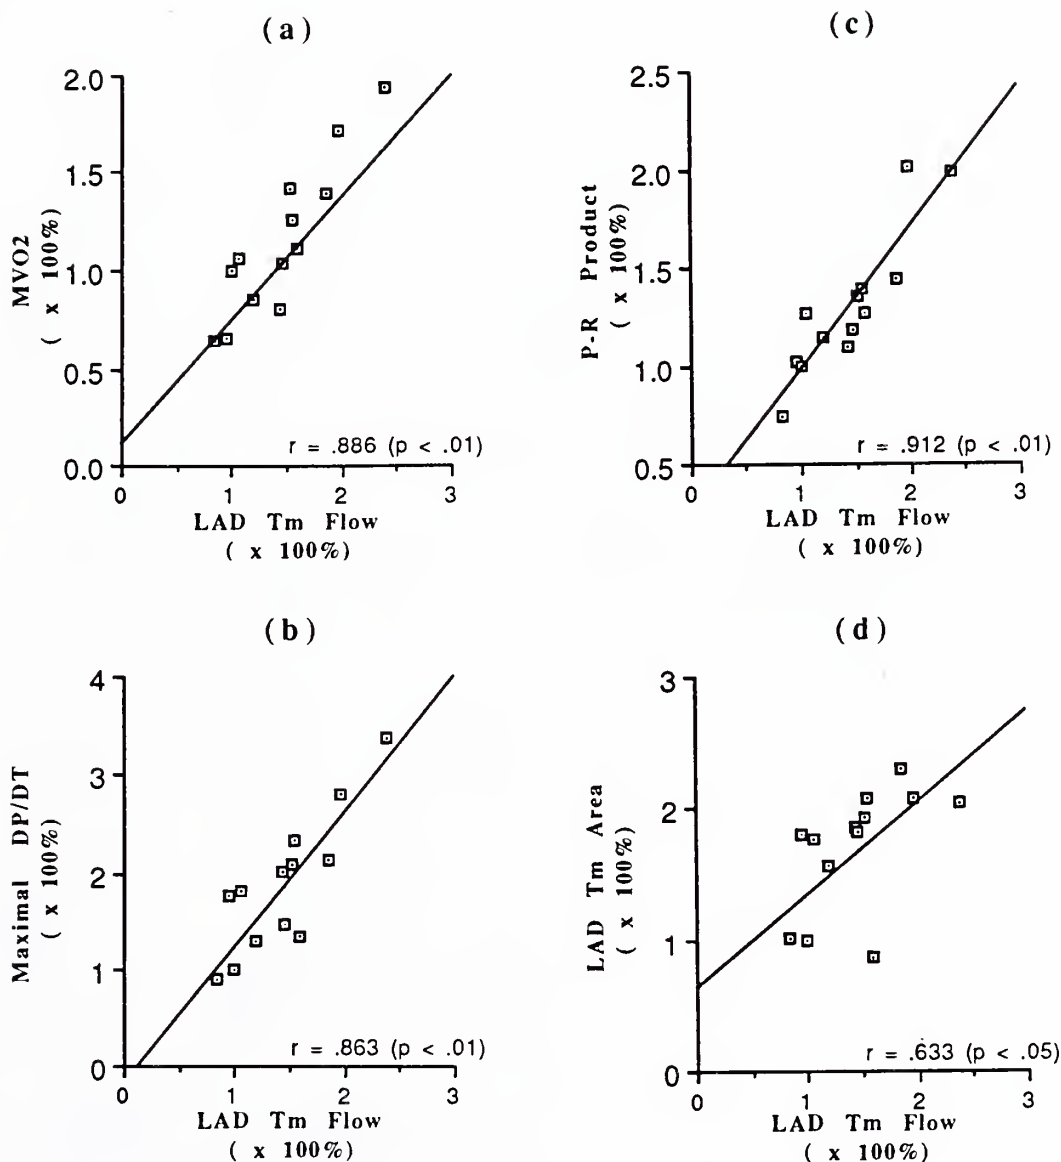 (a)
MVO2
( x 100%)
2.0
1.5
1.0
0.5
0.0
r = .886 (p < .01)
0 1 2 3
LAD Tm Flow
( x 100%)
(c)
P-R Product
( x 100%)
2.5
2.0
1.5
1.0
0.5
r = .912 (p < .01)
0 1 2 3
LAD Tm Flow
( x 100%)
(b)
Maximal DP/DT
( x 100%)
4
3
2
1
0
r = .863 (p < .01)
0 1 2 3
LAD Tm Flow
( x 100%)
(d)
LAD Tm Area
( x 100%)
3
2
1
0
r = .633 (p < .05)
0 1 2 3
LAD Tm Flow
( x 100%)